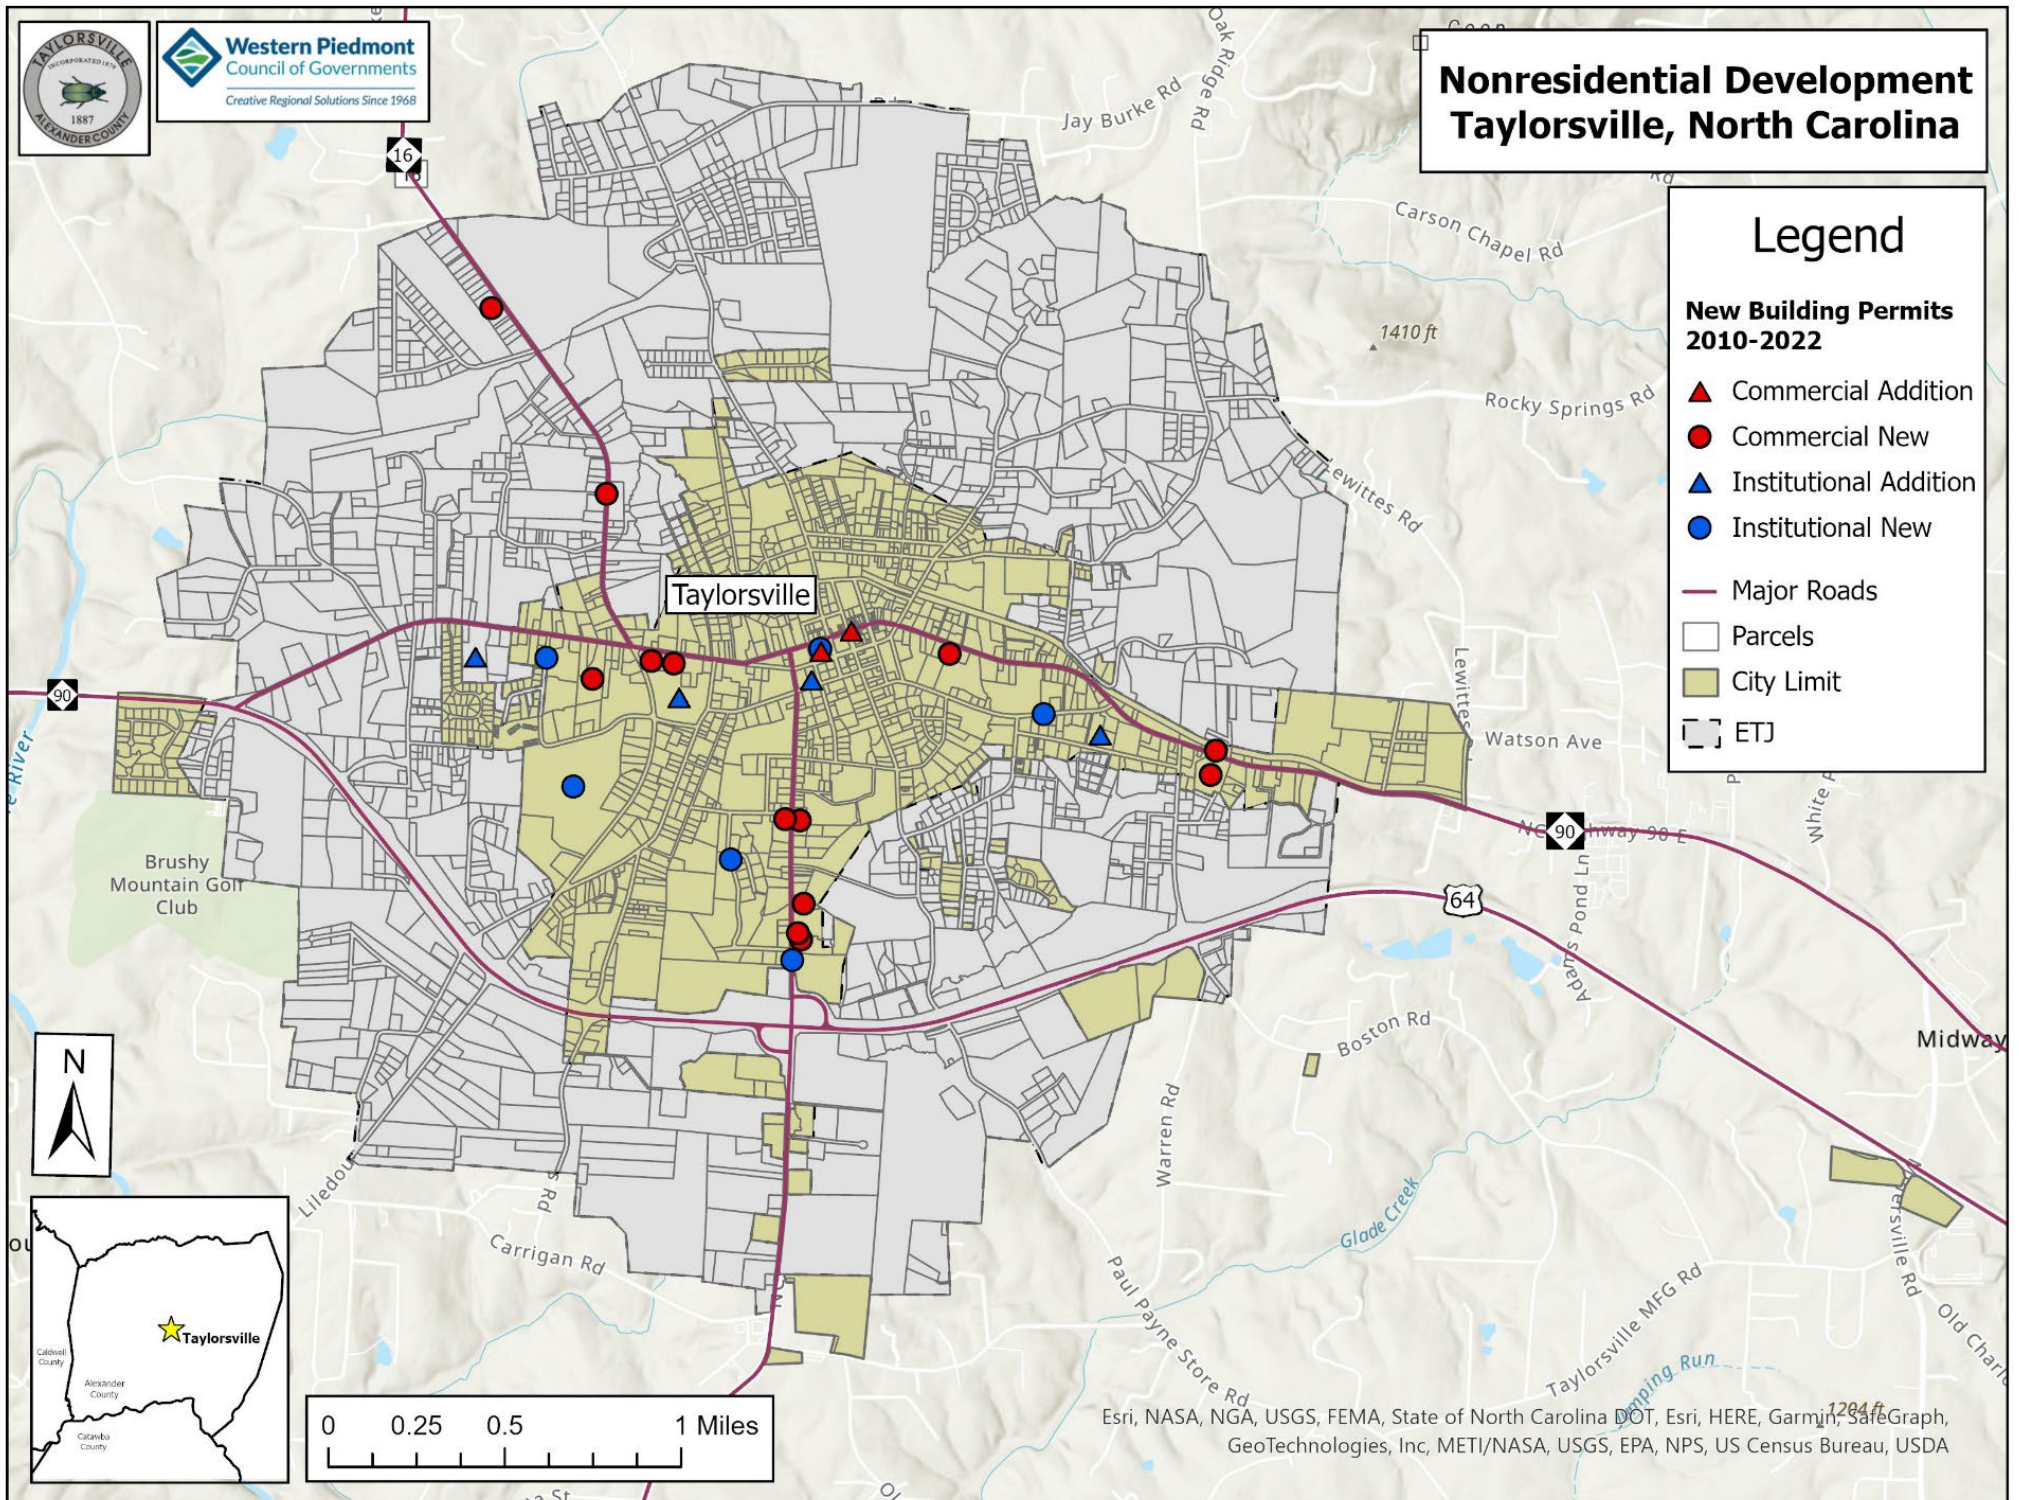 TAYLORSVILLE
INCORPORATED 1879
1887
ALEXANDER COUNTY
Western Piedmont
Council of Governments
Creative Regional Solutions Since 1968
Nonresidential Development
Taylorsville, North Carolina
Legend
New Building Permits
2010-2022
Commercial Addition
Commercial New
Institutional Addition
Institutional New
Major Roads
Parcels
City Limit
ETJ
16
Oak Ridge Rd
Jay Burke Rd
Rd
Carson Chapel Rd
1410 ft
Rocky Springs Rd
Lewittes Rd
Taylorsville
90
Lewittes
Watson Ave
White
River
Brushy
Mountain Golf
Club
90
64
Adams Pond Ln
Midway
Boston Rd
Warren Rd
Glade Creek
Liledou
s Rd
Carrigan Rd
Paul Payne Store Rd
Taylorsville MFG Rd
ersville Rd
Old Charl
1204 ft
N
Taylorsville
Caldwell
County
Alexander
County
Catawba
County
0 0.25 0.5 1 Miles
Esri, NASA, NGA, USGS, FEMA, State of North Carolina DOT, Esri, HERE, Garmin, SafeGraph,
GeoTechnologies, Inc, METI/NASA, USGS, EPA, NPS, US Census Bureau, USDA